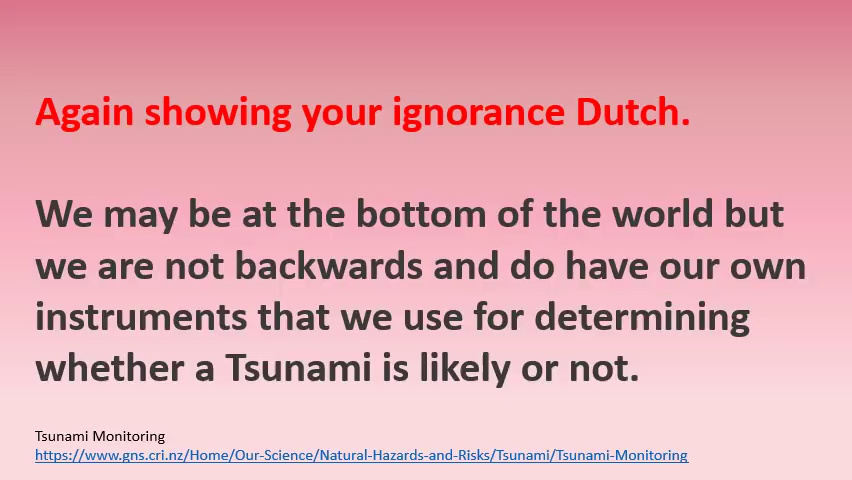 Again showing your ignorance Dutch.
We may be at the bottom of the world but
we are not backwards and do have our own
instruments that we use for determining
whether a Tsunami is likely or not.
Tsunami Monitoring
https://www.gns.cri.nz/Home/Our-Science/Natural-Hazards-and-Risks/Tsunami/Tsunami-Monitoring